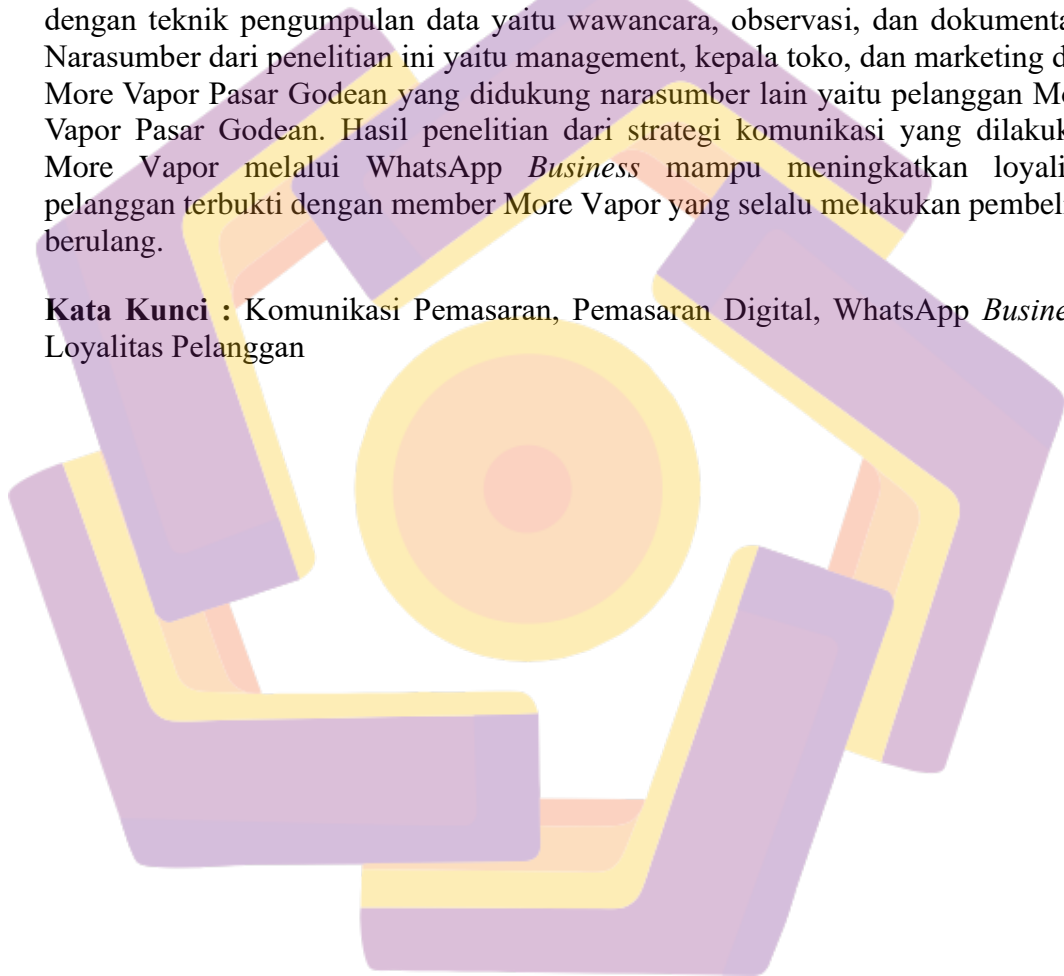 dengan teknik pengumpulan data yaitu wawancara, observasi, dan dokumenta
Narasumber dari penelitian ini yaitu management, kepala toko, dan marketing d
More Vapor Pasar Godean yang didukung narasumber lain yaitu pelanggan Mo
Vapor Pasar Godean. Hasil penelitian dari strategi komunikasi yang dilakuk
More Vapor melalui WhatsApp Business mampu meningkatkan loyali
pelanggan terbukti dengan member More Vapor yang selalu melakukan pembel
berulang.
Kata Kunci : Komunikasi Pemasaran, Pemasaran Digital, WhatsApp Busine
Loyalitas Pelanggan